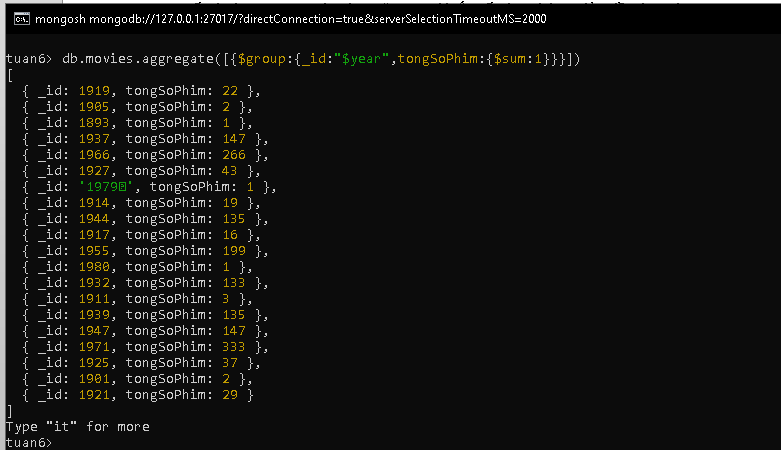 mongosh mongodb://127.0.0.1:27017/?directConnection=true&serverSelectionTimeoutMS=2000
tuan6> db.movies.aggregate([{$group:{_id:"$year",tongSoPhim:{$sum:1}}}])
[
  { _id: 1919, tongSoPhim: 22 },
  { _id: 1905, tongSoPhim: 2 },
  { _id: 1893, tongSoPhim: 1 },
  { _id: 1937, tongSoPhim: 147 },
  { _id: 1966, tongSoPhim: 266 },
  { _id: 1927, tongSoPhim: 43 },
  { _id: '1979', tongSoPhim: 1 },
  { _id: 1914, tongSoPhim: 19 },
  { _id: 1944, tongSoPhim: 135 },
  { _id: 1917, tongSoPhim: 16 },
  { _id: 1955, tongSoPhim: 199 },
  { _id: 1980, tongSoPhim: 1 },
  { _id: 1932, tongSoPhim: 133 },
  { _id: 1911, tongSoPhim: 3 },
  { _id: 1939, tongSoPhim: 135 },
  { _id: 1947, tongSoPhim: 147 },
  { _id: 1971, tongSoPhim: 333 },
  { _id: 1925, tongSoPhim: 37 },
  { _id: 1901, tongSoPhim: 2 },
  { _id: 1921, tongSoPhim: 29 }
]
Type "it" for more
tuan6>